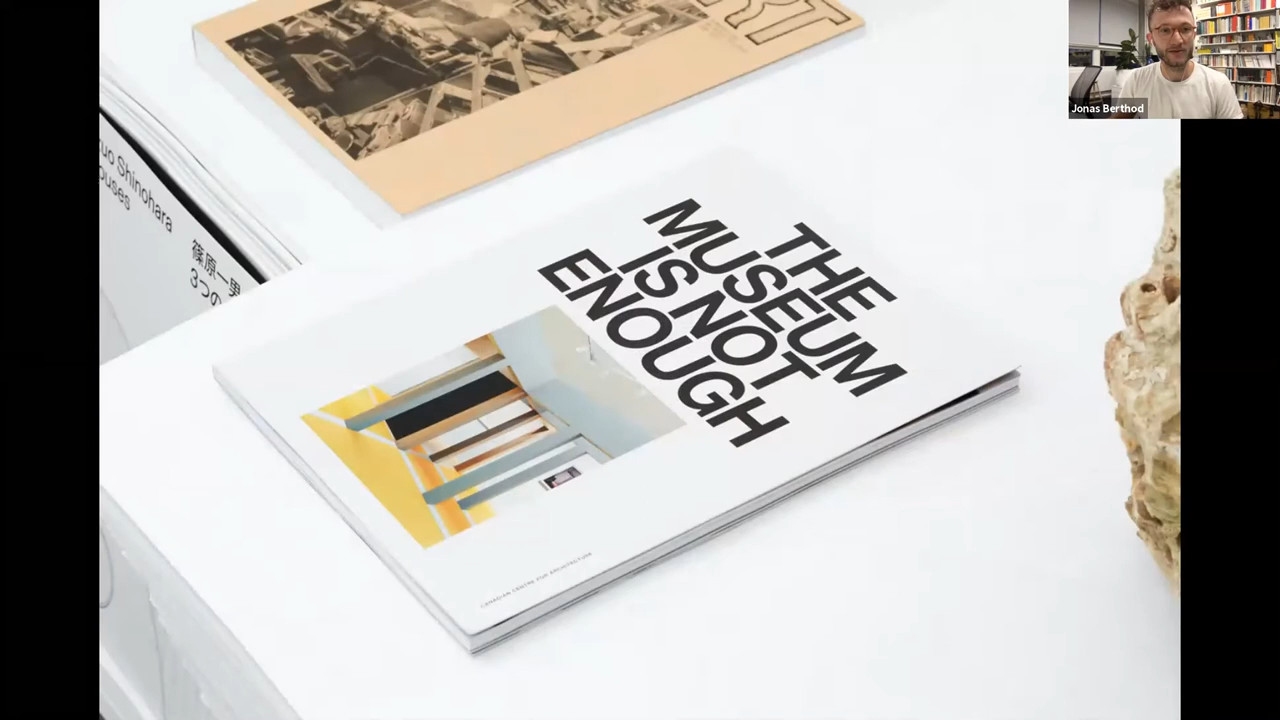 RT
Jonas Berthod
uo Shinohara
ouses
篠原一男
3つの
THE
MUSEUM
IS NOT
ENOUGH
CANADIAN CENTRE FOR ARCHITECTURE